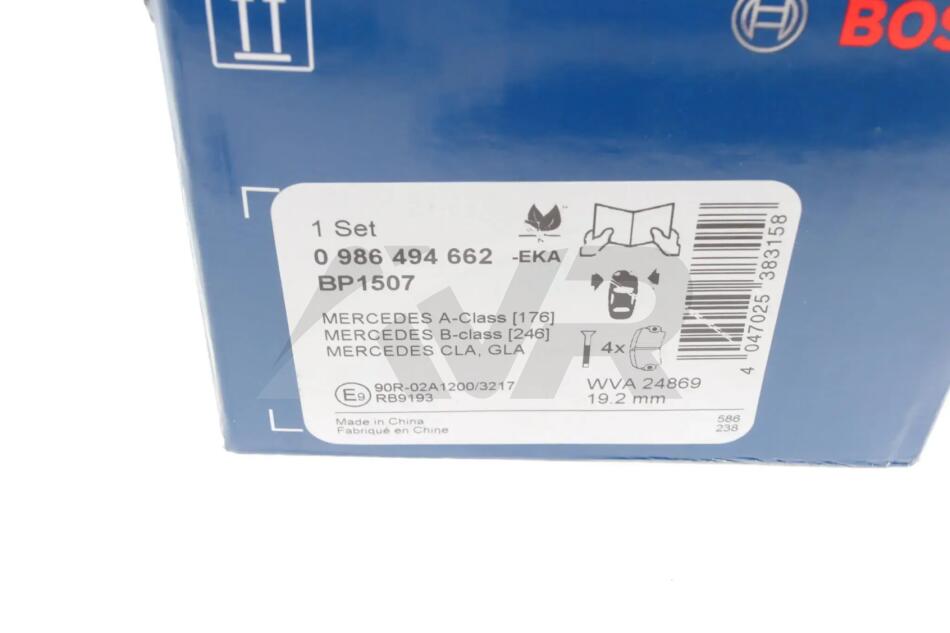 BOS
1 Set
0 986 494 662 -EKA
BP1507
MERCEDES A-Class [176]
MERCEDES B-class [246]
MERCEDES CLA, GLA
4x
E9 90R-02A1200/3217
RB9193
WVA 24869
19.2 mm
Made in China
Fabriqué en Chine
586
238
4 047025 383158
AVR